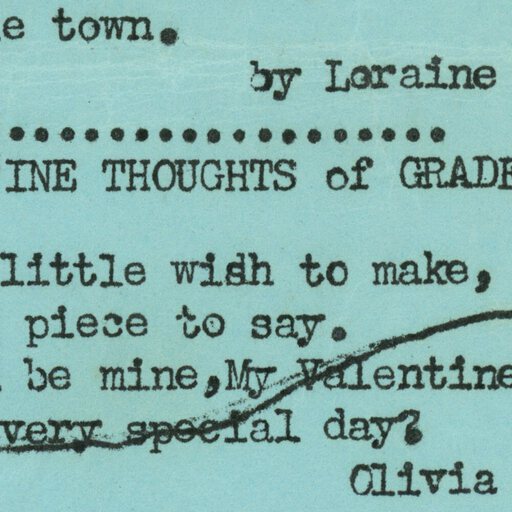 e town.
by Loraine
..................
INE THOUGHTS of GRADE
little wish to make,
piece to say.
be mine,My Valentine
very special day?
Olivia